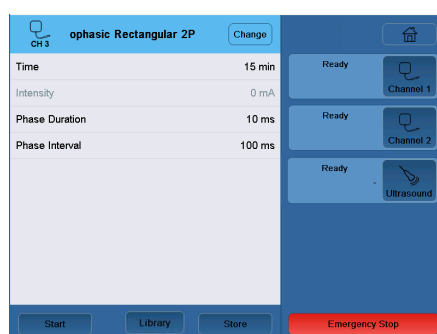 CH 3
ophasic Rectangular 2P
Change
Time 15 min
Intensity 0 mA
Phase Duration 10 ms
Phase Interval 100 ms
Start
Library
Store
Ready
Channel 1
Ready
Channel 2
Ready
Ultrasound
Emergency Stop